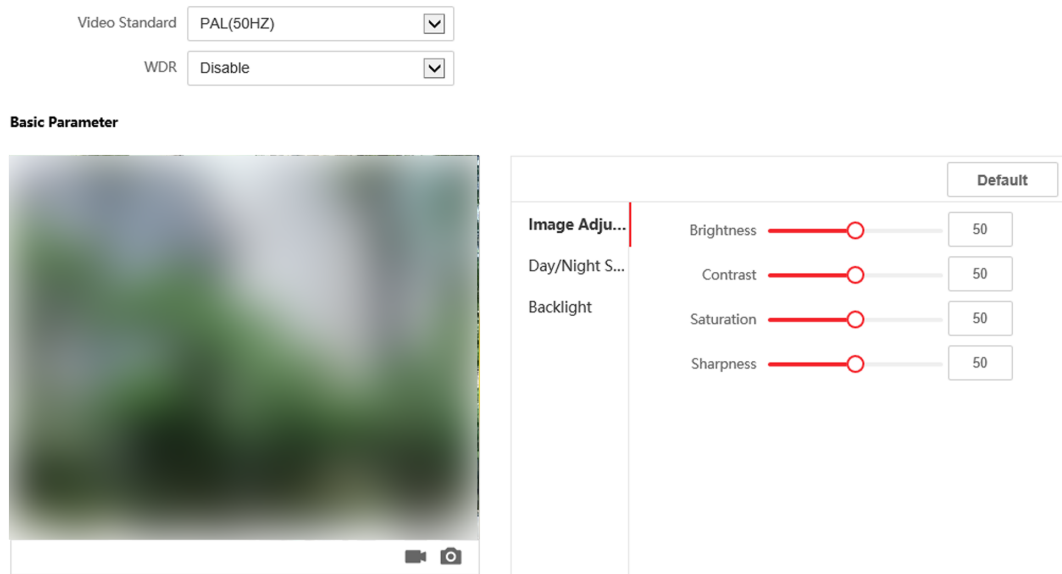 Video Standard PAL(50HZ)
WDR Disable
Basic Parameter
Default
Image Adju...
Day/Night S...
Backlight
Brightness 50
Contrast 50
Saturation 50
Sharpness 50